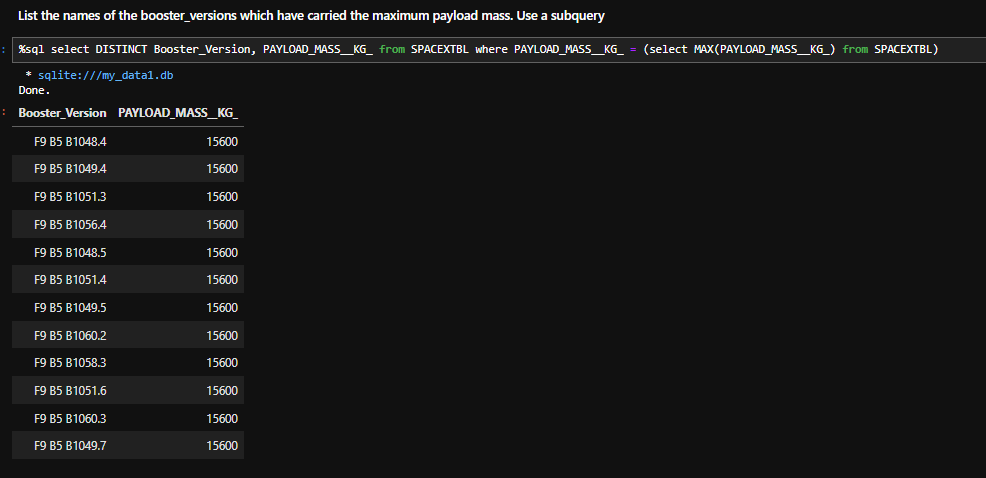 List the names of the booster_versions which have carried the maximum payload mass. Use a subquery
%sql select DISTINCT Booster_Version, PAYLOAD_MASS__KG_ from SPACEXTBL where PAYLOAD_MASS__KG_ = (select MAX(PAYLOAD_MASS__KG_) from SPACEXTBL)
* sqlite:///my_data1.db
Done.
Booster_Version PAYLOAD_MASS__KG_
F9 B5 B1048.4 15600
F9 B5 B1049.4 15600
F9 B5 B1051.3 15600
F9 B5 B1056.4 15600
F9 B5 B1048.5 15600
F9 B5 B1051.4 15600
F9 B5 B1049.5 15600
F9 B5 B1060.2 15600
F9 B5 B1058.3 15600
F9 B5 B1051.6 15600
F9 B5 B1060.3 15600
F9 B5 B1049.7 15600